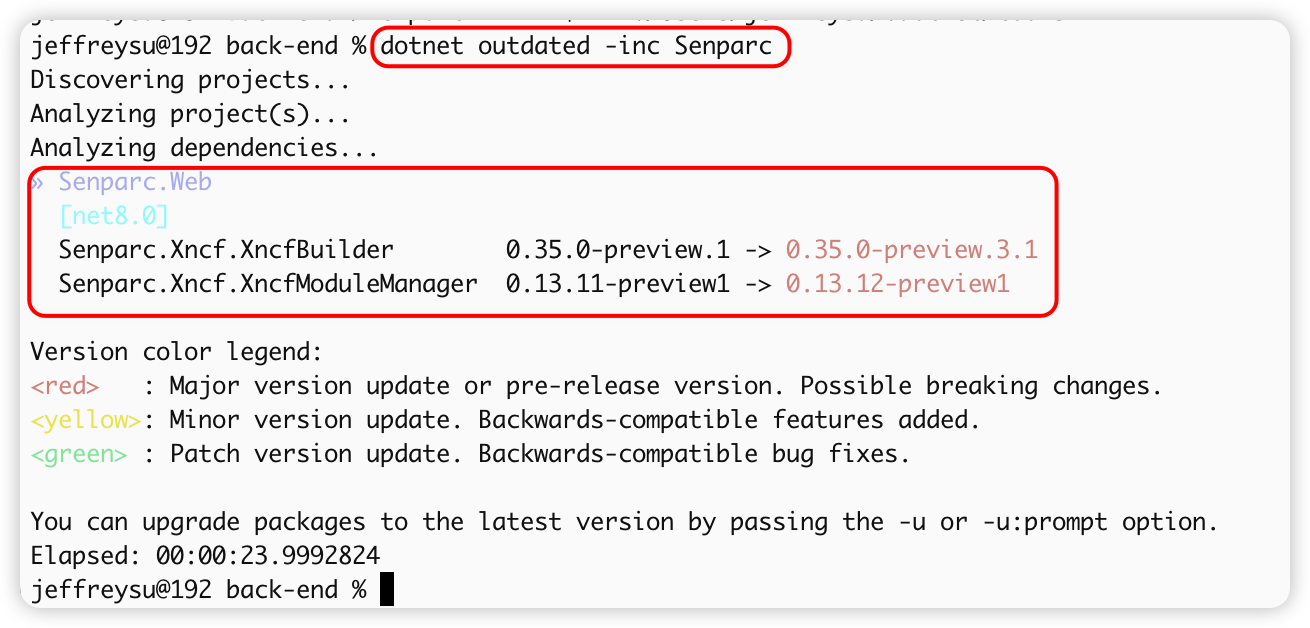 jeffreysu@192 back-end % dotnet outdated -inc Senparc
Discovering projects...
Analyzing project(s)...
Analyzing dependencies...
» Senparc.Web
[net8.0]
Senparc.Xncf.XncfBuilder 0.35.0-preview.1 -> 0.35.0-preview.3.1
Senparc.Xncf.XncfModuleManager 0.13.11-preview1 -> 0.13.12-preview1
Version color legend:
<red> : Major version update or pre-release version. Possible breaking changes.
<yellow>: Minor version update. Backwards-compatible features added.
<green> : Patch version update. Backwards-compatible bug fixes.
You can upgrade packages to the latest version by passing the -u or -u:prompt option.
Elapsed: 00:00:23.9992824
jeffreysu@192 back-end %